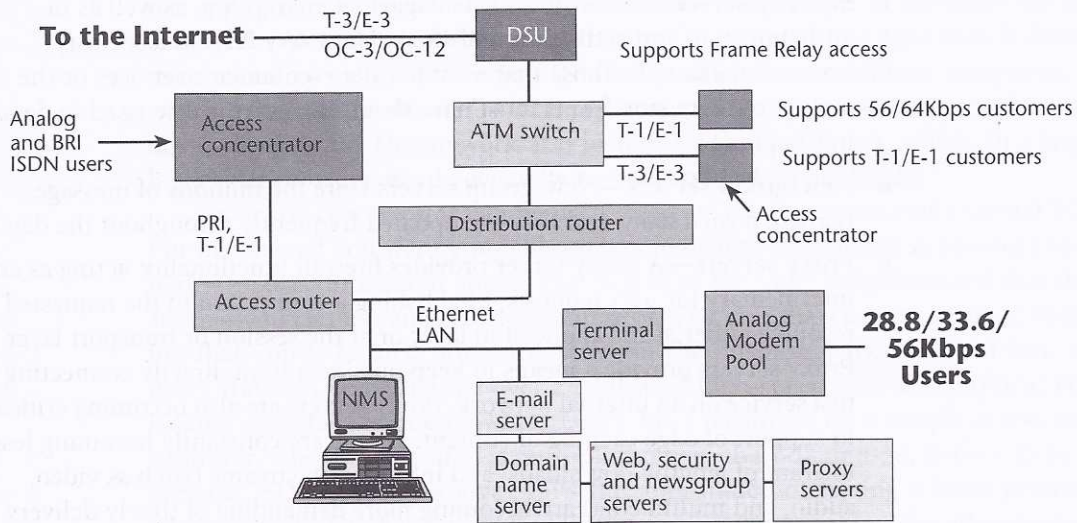 To the Internet
T-3/E-3
OC-3/OC-12
DSU
Supports Frame Relay access
Analog
and BRI
ISDN users
Access
concentrator
ATM switch
T-1/E-1
T-3/E-3
Supports 56/64Kbps customers
Supports T-1/E-1 customers
Access
concentrator
PRI,
T-1/E-1
Distribution router
Access router
Ethernet
LAN
Terminal
server
Analog
Modem
Pool
28.8/33.6/
56Kbps
Users
NMS
E-mail
server
Domain
name
server
Web, security
and newsgroup
servers
Proxy
servers